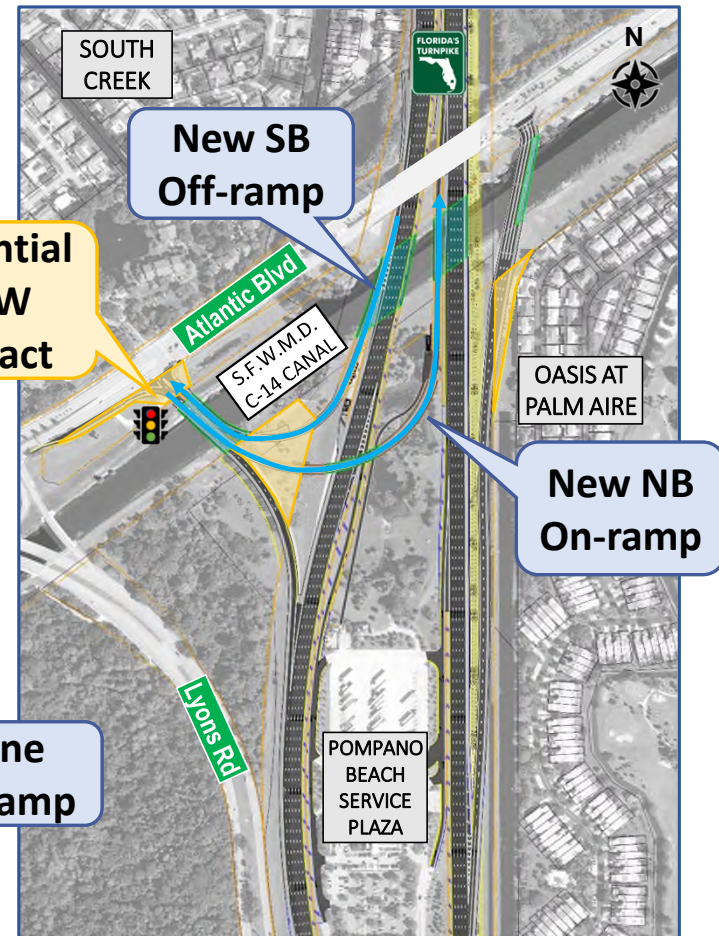 SOUTH
CREEK
FLORIDA'S
TURNPIKE
N
New SB
Off-ramp
ntial
W
act
Atlantic Blvd
S.F.W.M.D.
C-14 CANAL
OASIS AT
PALM AIRE
New NB
On-ramp
Lyons Rd
ne
amp
POMPANO
BEACH
SERVICE
PLAZA